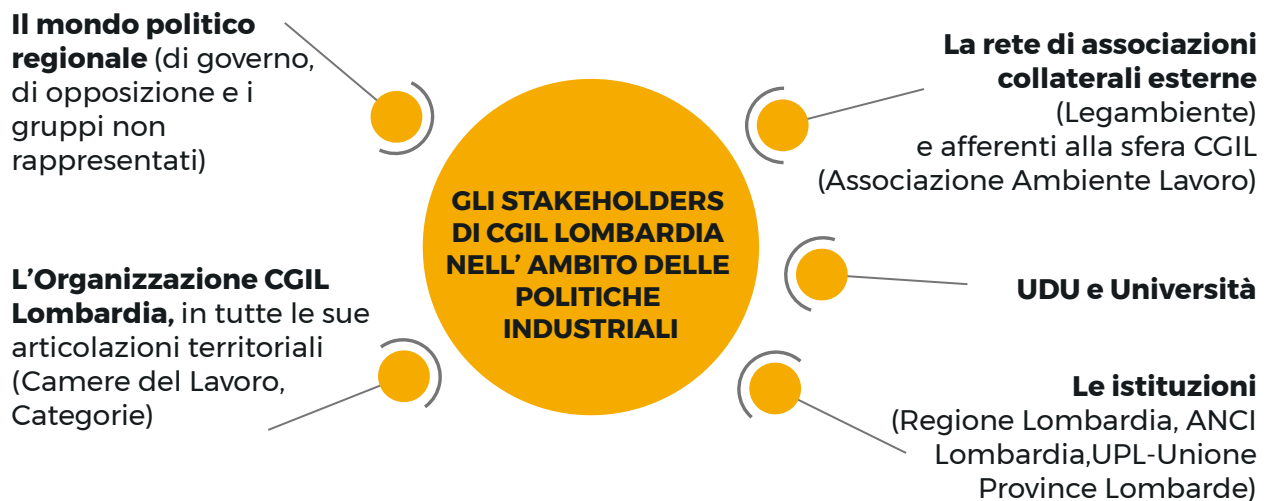 Il mondo politico
regionale (di governo,
di opposizione e i
gruppi non
rappresentati)
L’Organizzazione CGIL
Lombardia, in tutte le sue
articolazioni territoriali
(Camere del Lavoro,
Categorie)
GLI STAKEHOLDERS
DI CGIL LOMBARDIA
NELL’ AMBITO DELLE
POLITICHE
INDUSTRIALI
La rete di associazioni
collaterali esterne
(Legambiente)
e afferenti alla sfera CGIL
(Associazione Ambiente Lavoro)
UDU e Università
Le istituzioni
(Regione Lombardia, ANCI
Lombardia,UPL-Unione
Province Lombarde)